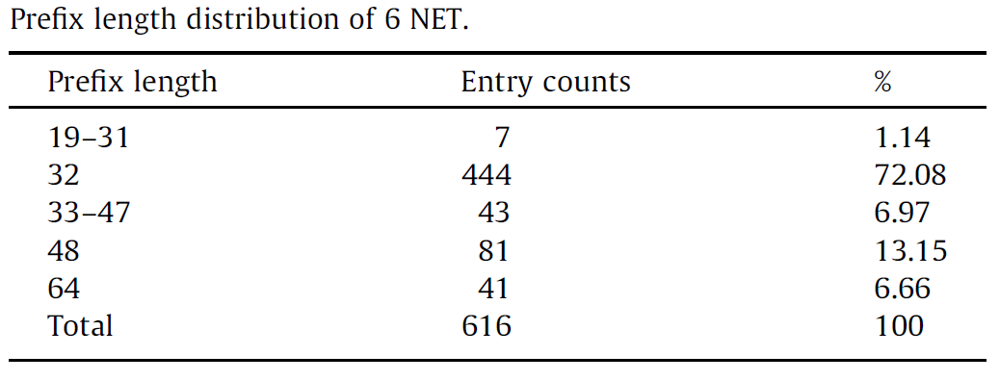 Prefix length distribution of 6 NET.
Prefix length Entry counts %
19–31 7 1.14
32 444 72.08
33–47 43 6.97
48 81 13.15
64 41 6.66
Total 616 100